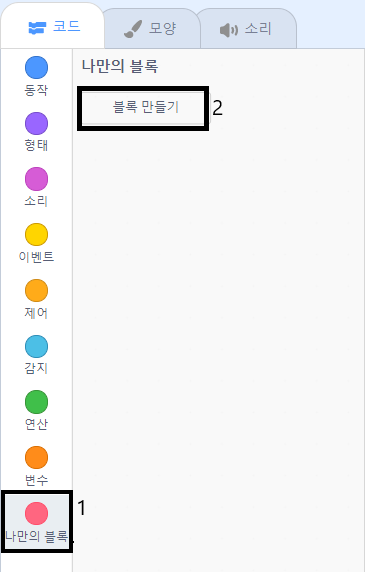 코드 모양 소리
나만의 블록
블록 만들기 2
동작
형태
소리
이벤트
제어
감지
연산
변수
1
나만의 블록